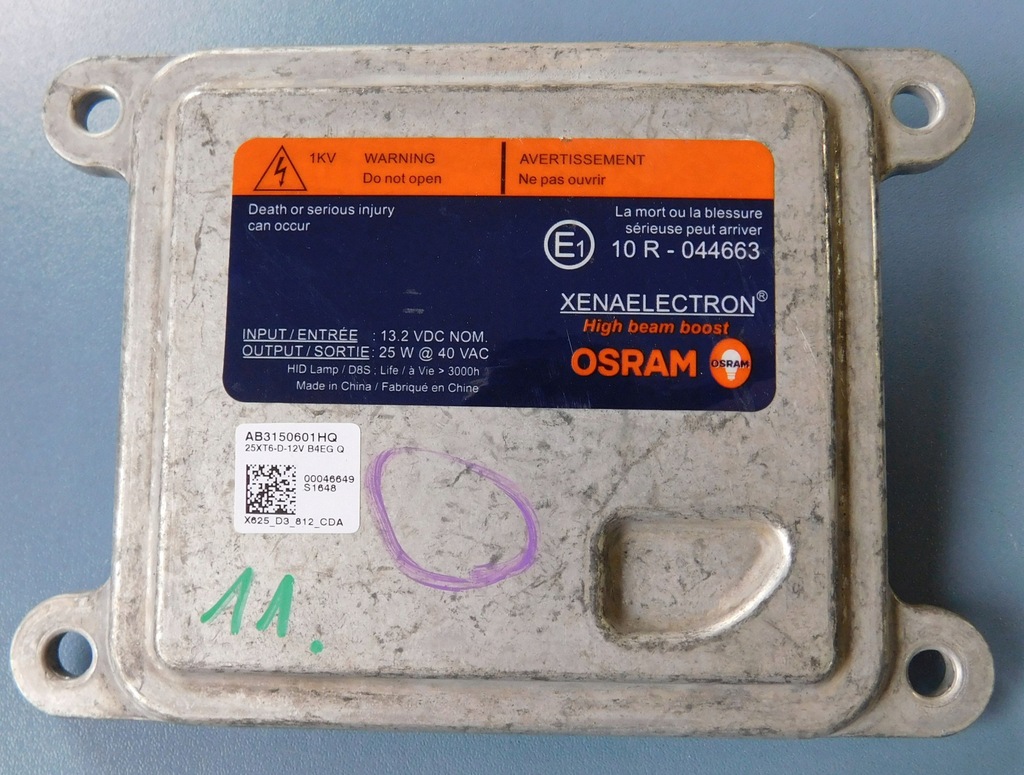 1KV WARNING
Do not open
AVERTISSEMENT
Ne pas ouvrir
Death or serious injury
can occur
La mort ou la blessure
sérieuse peut arriver
E1 10 R - 044663
XENAELECTRON®
High beam boost
OSRAM OSRAM
INPUT / ENTRÉE : 13.2 VDC NOM.
OUTPUT / SORTIE : 25 W @ 40 VAC
HID Lamp / D8S ; Life / à Vie > 3000h
Made in China / Fabriqué en Chine
AB3150601HQ
25XT6-D-12V B4EG Q
00046649
S1648
X625_D3_812_CDA
11.